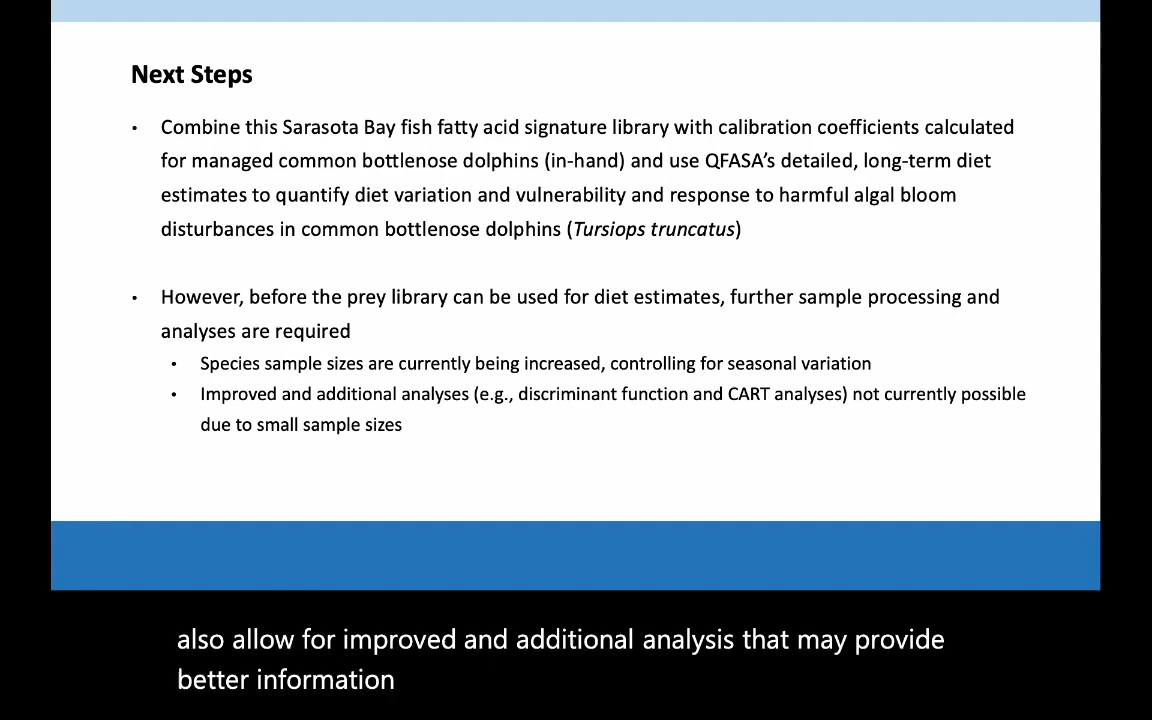 Next Steps
• Combine this Sarasota Bay fish fatty acid signature library with calibration coefficients calculated
for managed common bottlenose dolphins (in-hand) and use QFASA's detailed, long-term diet
estimates to quantify diet variation and vulnerability and response to harmful algal bloom
disturbances in common bottlenose dolphins (Tursiops truncatus)
• However, before the prey library can be used for diet estimates, further sample processing and
analyses are required
• Species sample sizes are currently being increased, controlling for seasonal variation
• Improved and additional analyses (e.g., discriminant function and CART analyses) not currently possible
due to small sample sizes
also allow for improved and additional analysis that may provide
better information